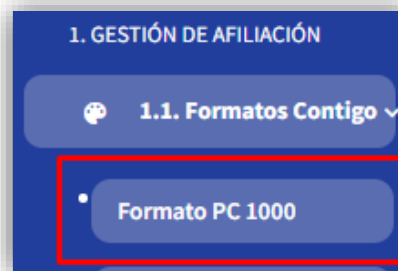 1. GESTIÓN DE AFILIACIÓN
1.1. Formatos Contigo
Formato PC 1000